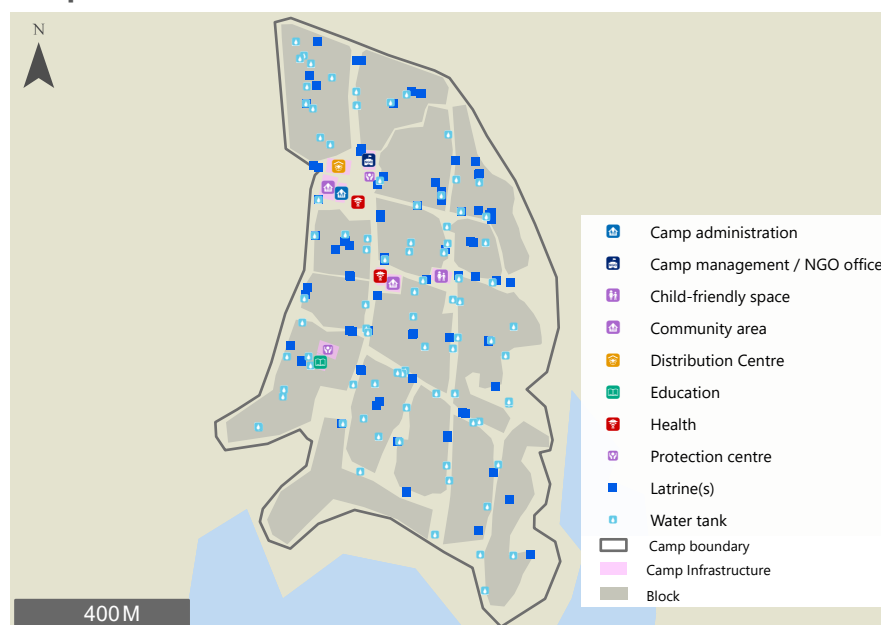 N
Camp administration
Camp management / NGO office
Child-friendly space
Community area
Distribution Centre
Education
Health
Protection centre
Latrine(s)
Water tank
Camp boundary
Camp Infrastructure
Block
400 M